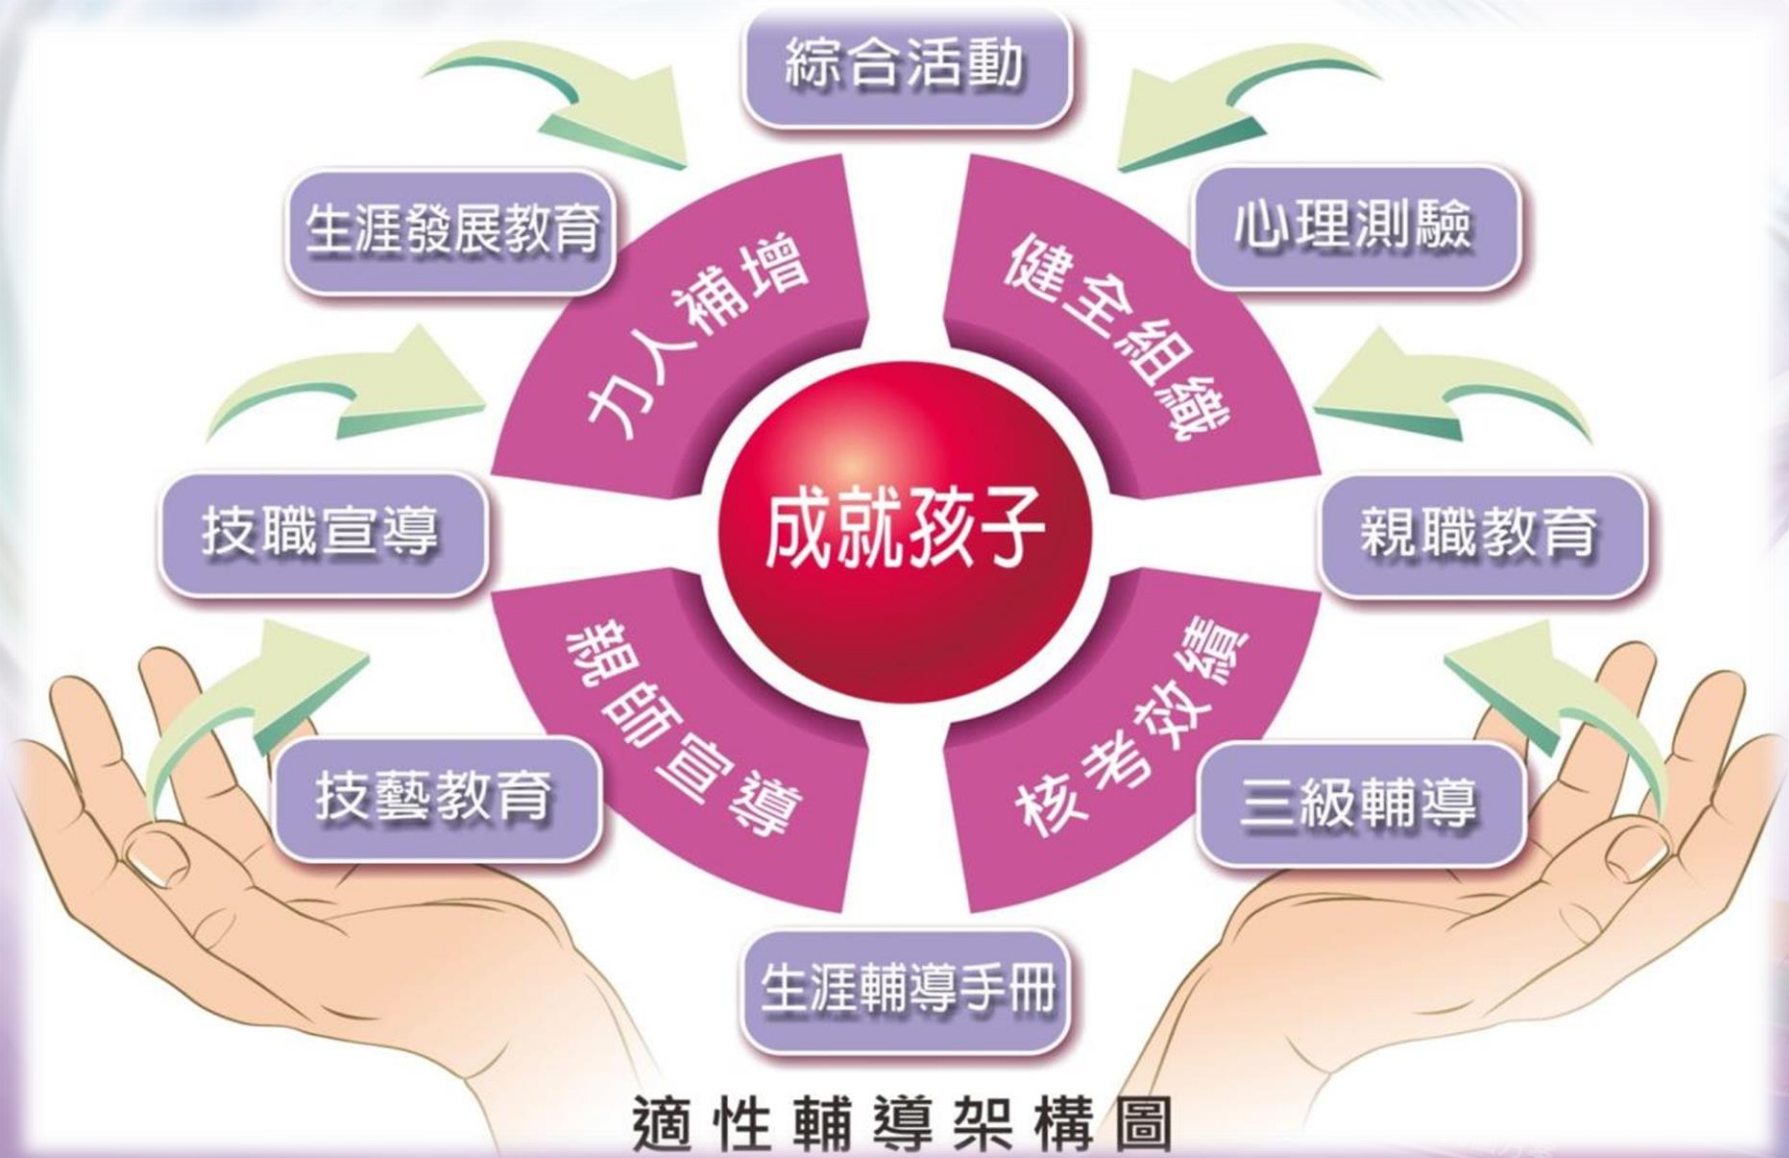 綜合活動
生涯發展教育
心理測驗
增補人力
健全組織
技職宣導
成就孩子
親職教育
親師宣導
核考效績
技藝教育
三級輔導
生涯輔導手冊
適性輔導架構圖